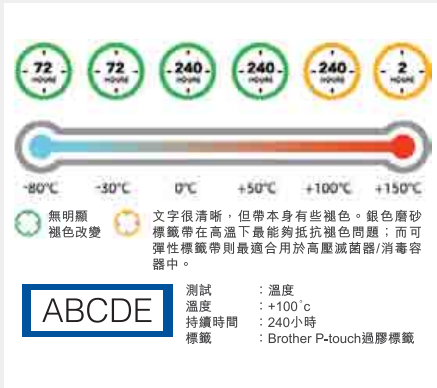 72 72 240 240 240 2
HOURS HOURS HOURS HOURS HOURS HOURS
-80°C -30°C 0°C +50°C +100°C +150°C
無明顯
褪色改變
文字很清晰，但帶本身有些褪色。銀色磨砂
標籤帶在高溫下最能夠抵抗褪色問題；而可
彈性標籤帶則最適合用於高壓滅菌器/消毒容
器中。
ABCDE
測試 ：溫度
溫度 ：+100°c
持續時間 ：240小時
標籤 ：Brother P-touch過膠標籤